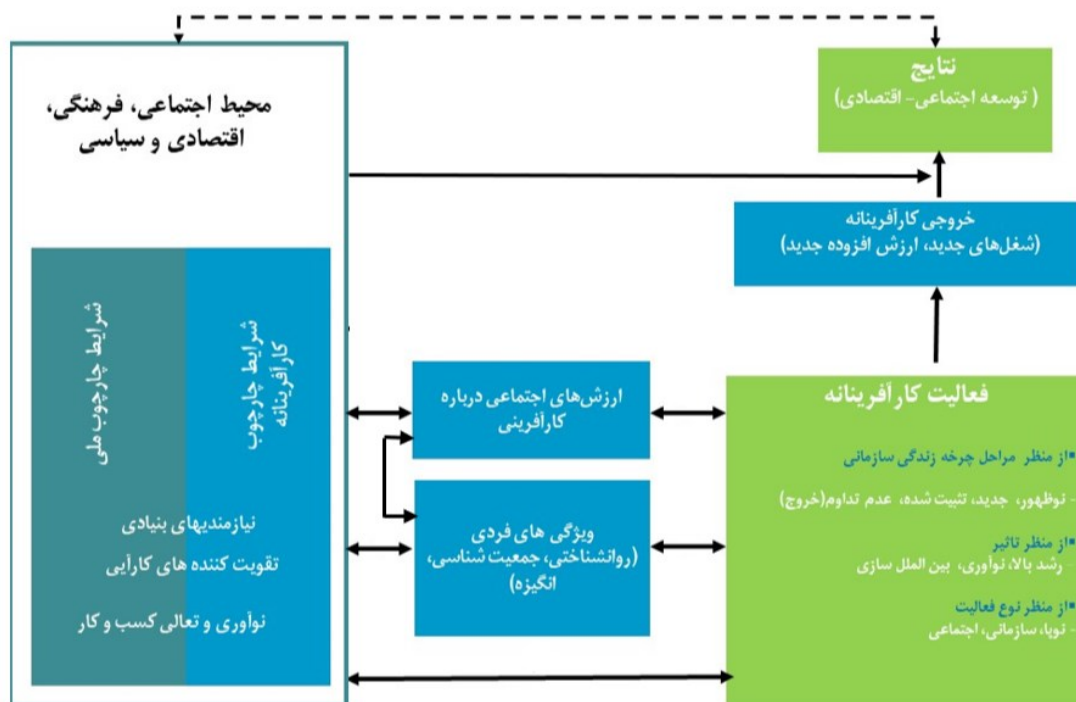 نتایج
( توسعه اجتماعی- اقتصادی)
محیط اجتماعی، فرهنگی،
اقتصادی و سیاسی
خروجی کارآفرینانه
(شغل‌های جدید، ارزش افزوده جدید)
شرایط چارچوب
کارآفرینانه
شرایط چارچوب ملی
نیازمندیهای بنیادی
تقویت کننده های کارآیی
نوآوری و تعالی کسب و کار
ارزش‌های اجتماعی درباره
کارآفرینی
ویژگی های فردی
(روانشناختی، جمعیت شناسی،
انگیزه)
فعالیت کارآفرینانه
▪از منظر مراحل چرخه زندگی سازمانی
- نوظهور، جدید، تثبیت شده، عدم تداوم(خروج)
▪از منظر تاثیر
- رشد بالا، نوآوری، بین الملل سازی
▪از منظر نوع فعالیت
- نوپا، سازمانی، اجتماعی